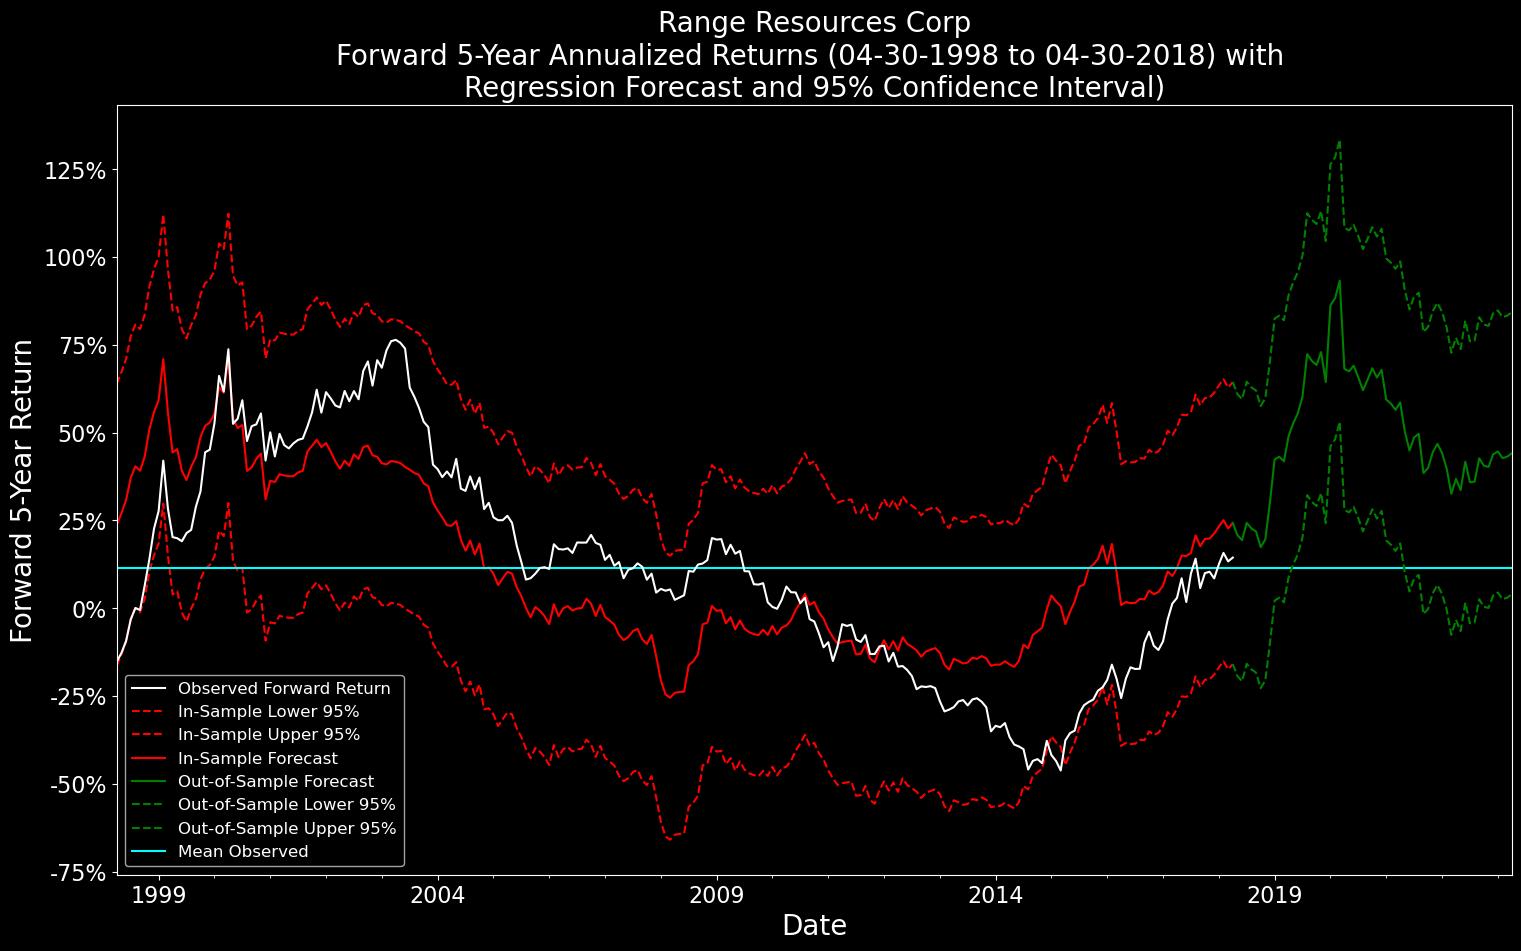 Range Resources Corp
Forward 5-Year Annualized Returns (04-30-1998 to 04-30-2018) with
Regression Forecast and 95% Confidence Interval)
Forward 5-Year Return
125%
100%
75%
50%
25%
0%
-25%
-50%
-75%
Observed Forward Return
In-Sample Lower 95%
In-Sample Upper 95%
In-Sample Forecast
Out-of-Sample Forecast
Out-of-Sample Lower 95%
Out-of-Sample Upper 95%
Mean Observed
1999 2004 2009 2014 2019
Date